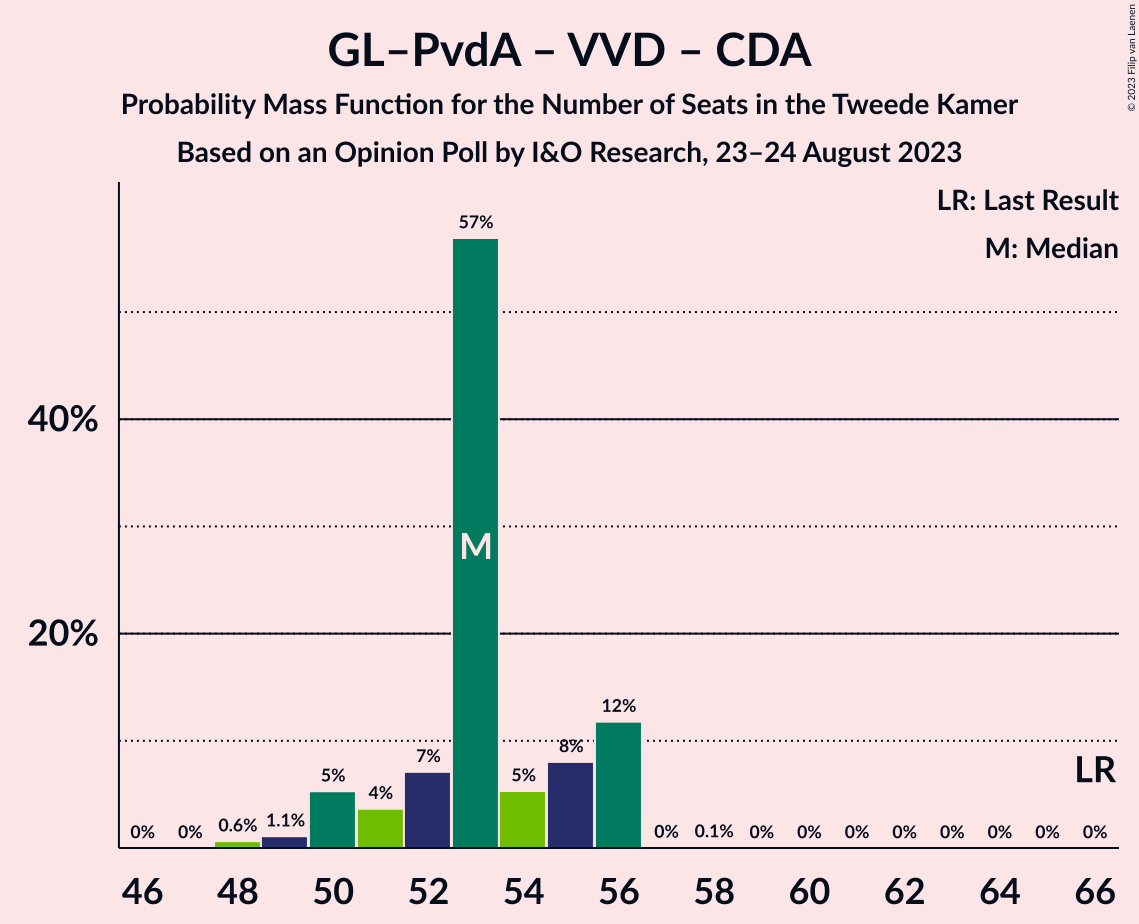 GL–PvdA – VVD – CDA
Probability Mass Function for the Number of Seats in the Tweede Kamer
Based on an Opinion Poll by I&O Research, 23–24 August 2023
© 2023 Filip van Laenen
LR: Last Result
M: Median
57%
40%
M
20%
12%
8%
7%
5%
5%
4%
1.1%
0.6%
0% 0% 0% 0.1% 0% 0% 0% 0% 0% 0% 0% 0%
LR
46 48 50 52 54 56 58 60 62 64 66